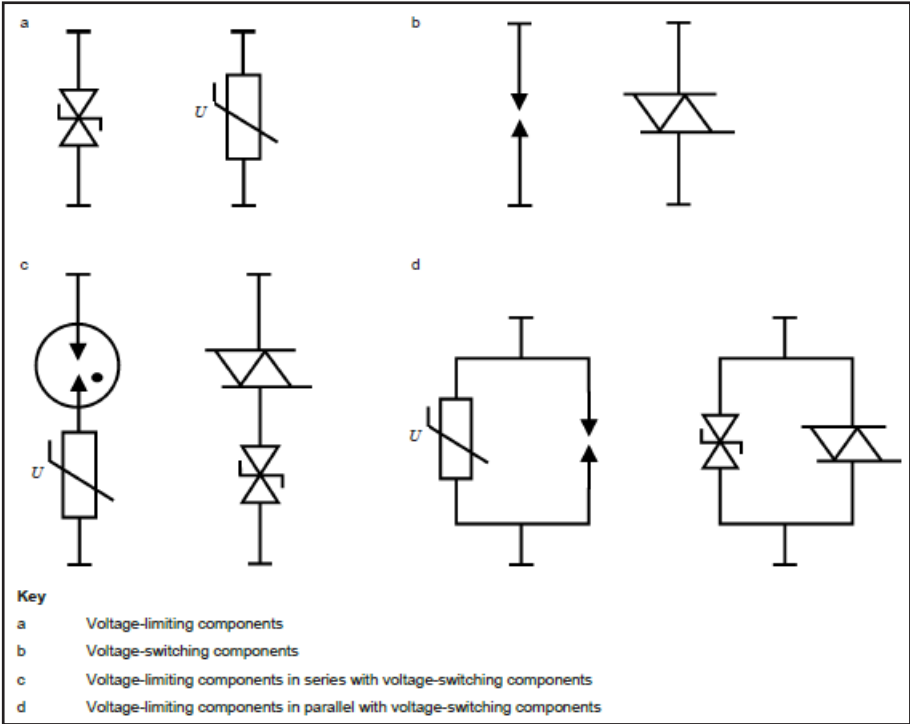 a
b
U
c
d
U
U
Key
a Voltage-limiting components
b Voltage-switching components
c Voltage-limiting components in series with voltage-switching components
d Voltage-limiting components in parallel with voltage-switching components